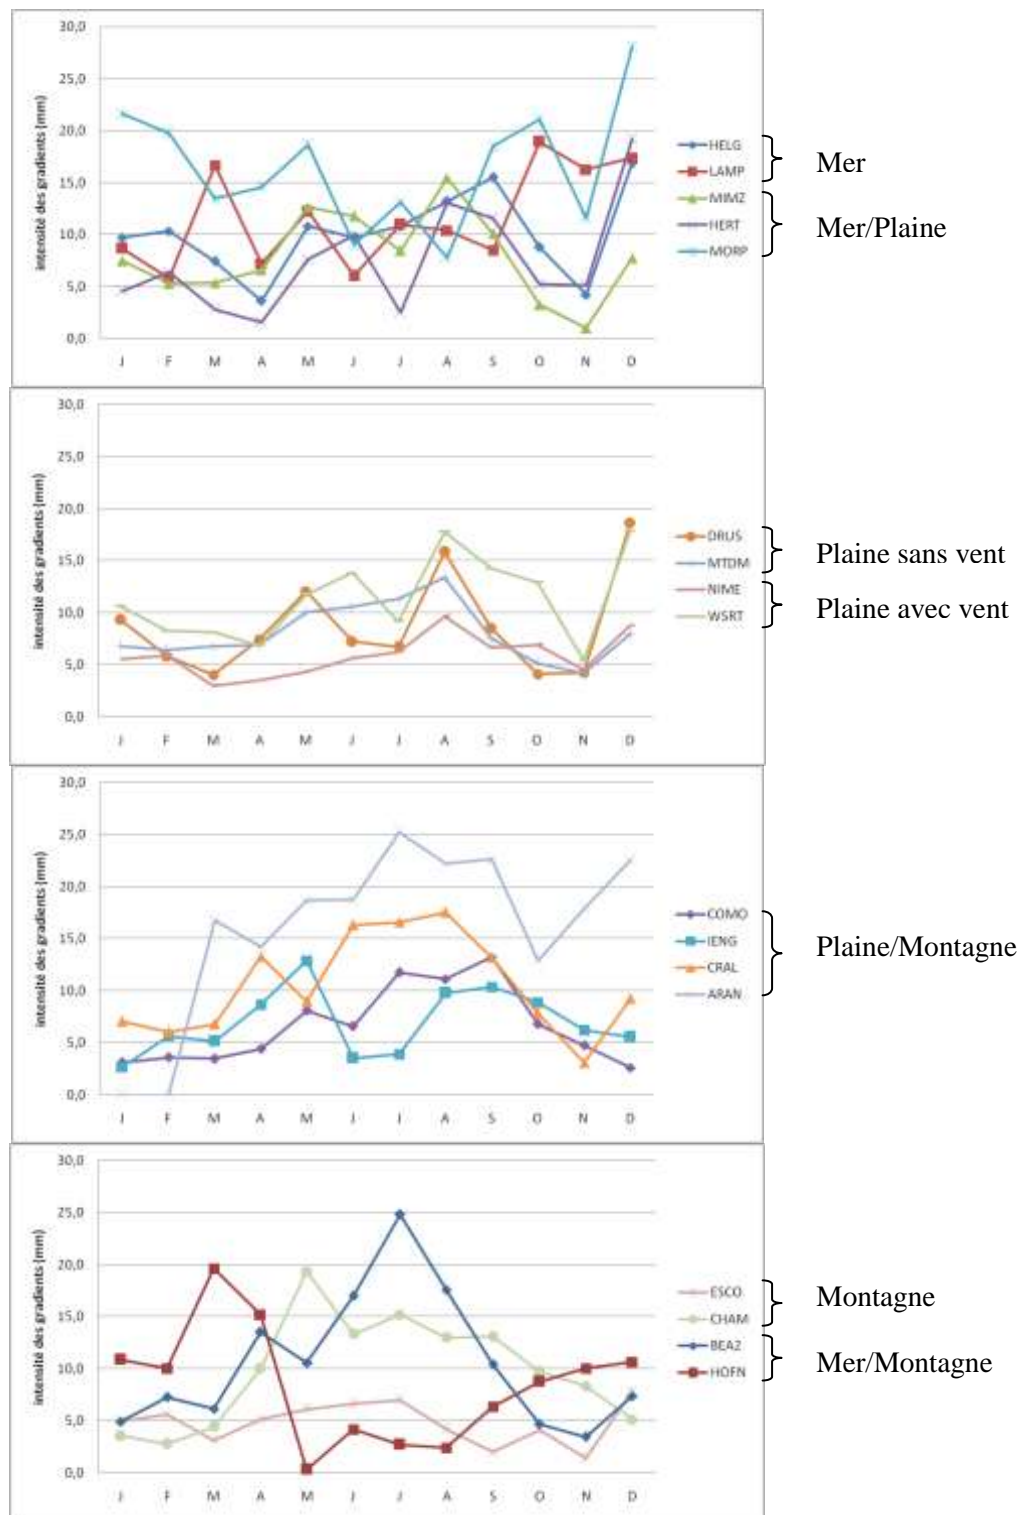 30,0
25,0
20,0
15,0
10,0
5,0
0,0
intensité des gradients (mm)
J F M A M J J A S O N D
HELG
LAMP
MIMZ
HERT
MORP
Mer
Mer/Plaine
30,0
25,0
20,0
15,0
10,0
5,0
0,0
intensité des gradients (mm)
J F M A M J J A S O N D
DRUS
MTDM
NIME
WSRT
Plaine sans vent
Plaine avec vent
30,0
25,0
20,0
15,0
10,0
5,0
0,0
intensité des gradients (mm)
J F M A M J J A S O N D
COMO
IENG
CRAL
ARAN
Plaine/Montagne
30,0
25,0
20,0
15,0
10,0
5,0
0,0
intensité des gradients (mm)
J F M A M J J A S O N D
ESCO
CHAM
BEA2
HOFN
Montagne
Mer/Montagne